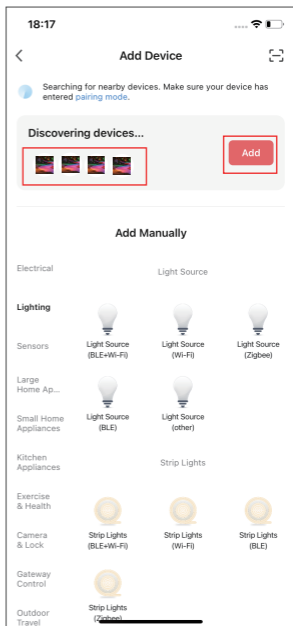 18:17
Add Device
Searching for nearby devices. Make sure your device has
entered pairing mode.
Discovering devices...
Add
Add Manually
Electrical
Light Source
Lighting
Light Source
(BLE+Wi-Fi)
Light Source
(Wi-Fi)
Light Source
(Zigbee)
Sensors
Large
Home Ap...
Light Source
(BLE)
Light Source
(other)
Small Home
Appliances
Kitchen
Appliances
Strip Lights
Exercise
& Health
Strip Lights
(BLE+Wi-Fi)
Strip Lights
(Wi-Fi)
Strip Lights
(BLE)
Camera
& Lock
Gateway
Control
Strip Lights
(Zigbee)
Outdoor
Travel